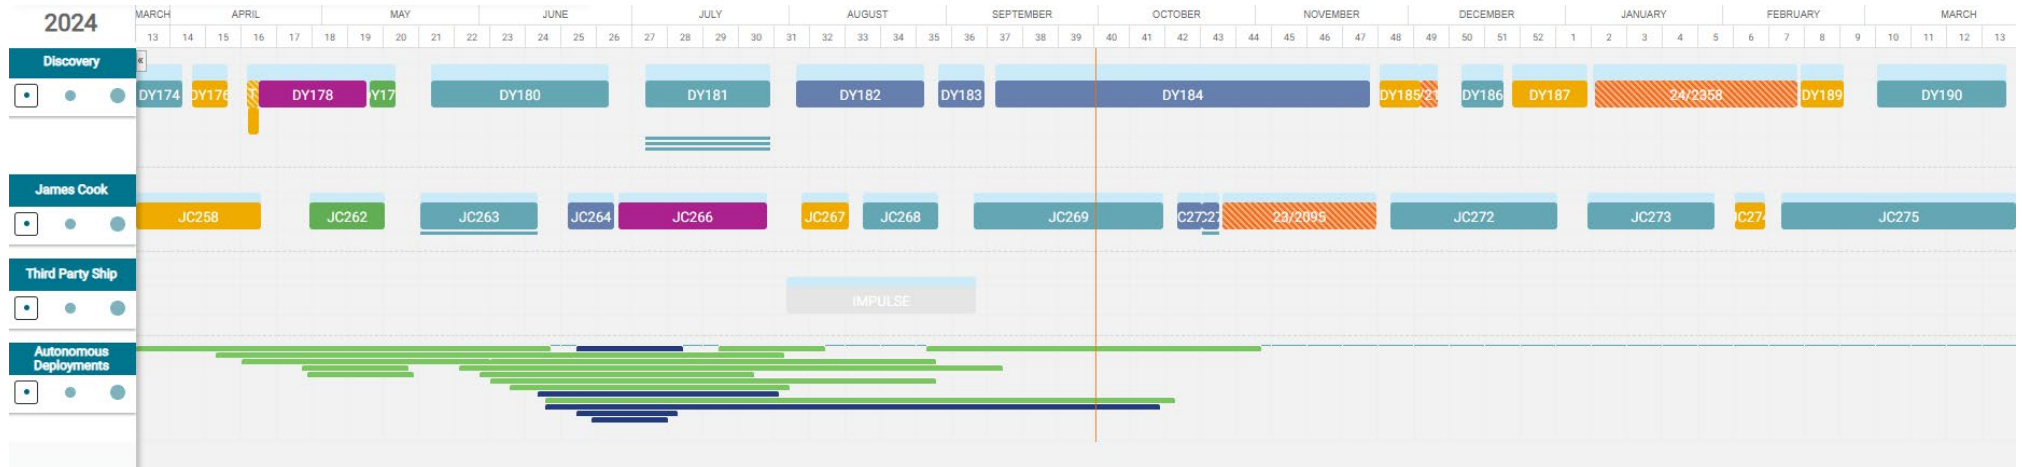 2024
MARCH APRIL MAY JUNE JULY AUGUST SEPTEMBER OCTOBER NOVEMBER DECEMBER JANUARY FEBRUARY MARCH
13 14 15 16 17 18 19 20 21 22 23 24 25 26 27 28 29 30 31 32 33 34 35 36 37 38 39 40 41 42 43 44 45 46 47 48 49 50 51 52 1 2 3 4 5 6 7 8 9 10 11 12 13
Discovery
«
DY174 DY176 DY178 DY180 DY181 DY182 DY183 DY184 DY185 DY186 DY187 24/2358 DY189 DY190
James Cook
JC258 JC262 JC263 JC264 JC266 JC267 JC268 JC269 23/2095 JC272 JC273 JC275
Third Party Ship
IMPULSE
Autonomous
Deployments